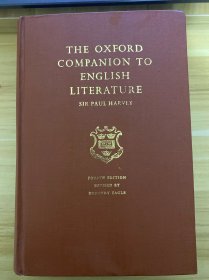 THE OXFORD
COMPANION TO
ENGLISH
LITERATURE
SIR PAUL HARVEY
FOURTH EDITION
REVISED BY
DOROTHY EAGLE